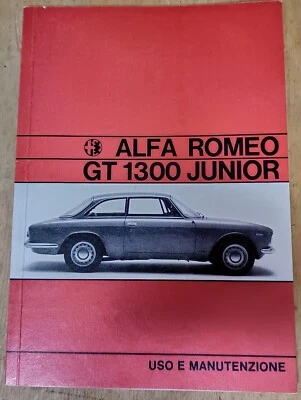 ALFA ROMEO
GT 1300 JUNIOR
USO E MANUTENZIONE